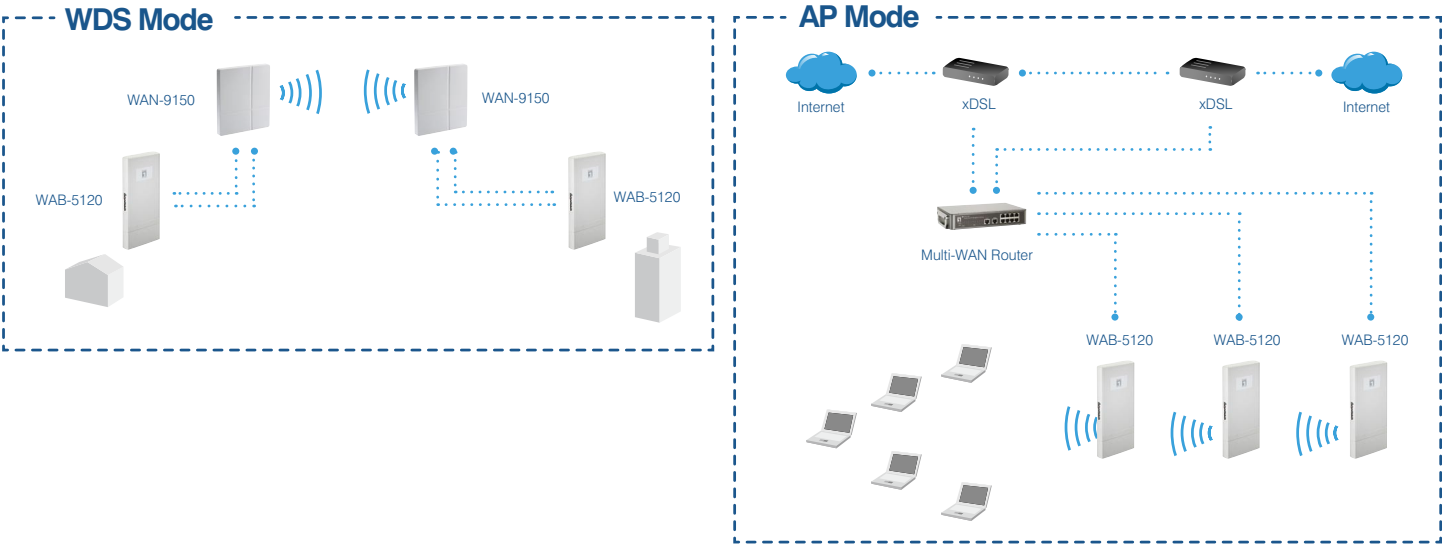 WDS Mode
WAN-9150
WAN-9150
WAB-5120
WAB-5120
AP Mode
Internet
xDSL
xDSL
Internet
Multi-WAN Router
WAB-5120
WAB-5120
WAB-5120